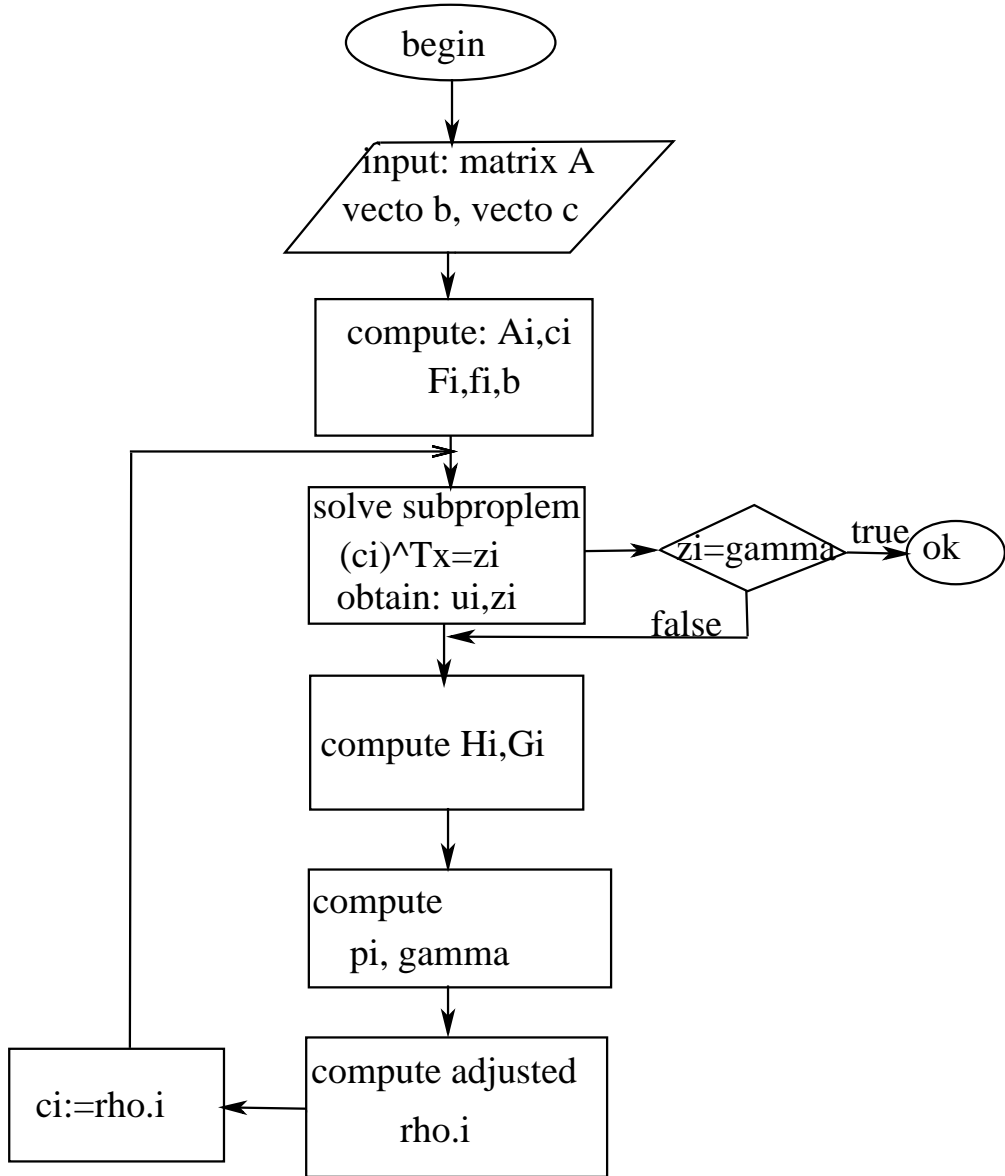 begin
input: matrix A
vecto b, vecto c
compute: Ai,ci
Fi,fi,b
solve subproplem
(ci)^Tx=zi
obtain: ui,zi
zi=gamma
true
ok
false
compute Hi,Gi
compute
pi, gamma
compute adjusted
rho.i
ci:=rho.i